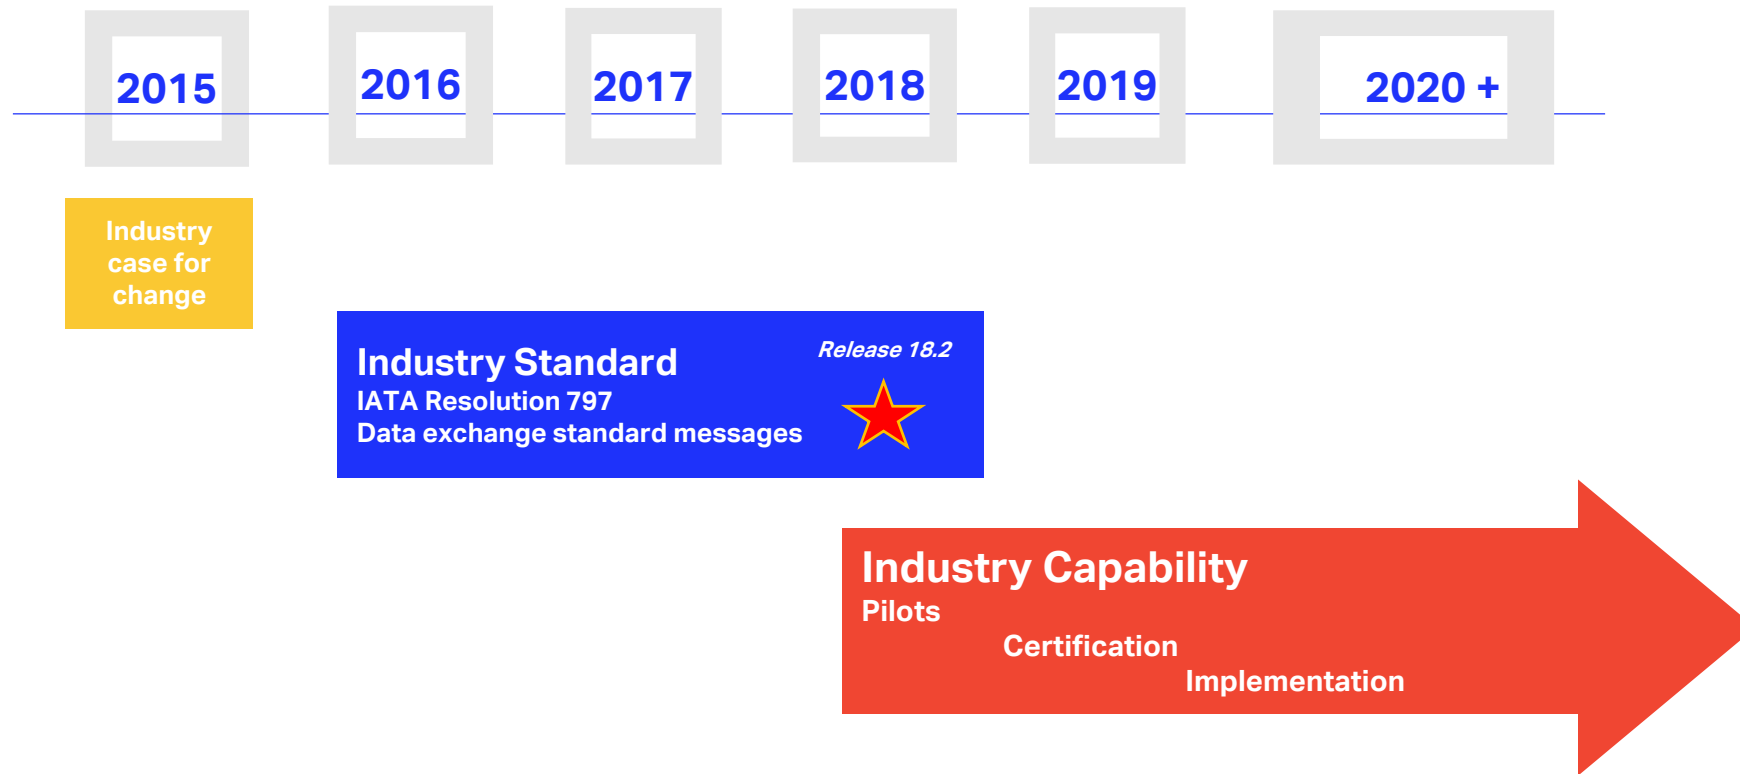 2015
2016
2017
2018
2019
2020 +
Industry
case for
change
Industry Standard
Release 18.2
IATA Resolution 797
Data exchange standard messages
Industry Capability
Pilots
Certification
Implementation